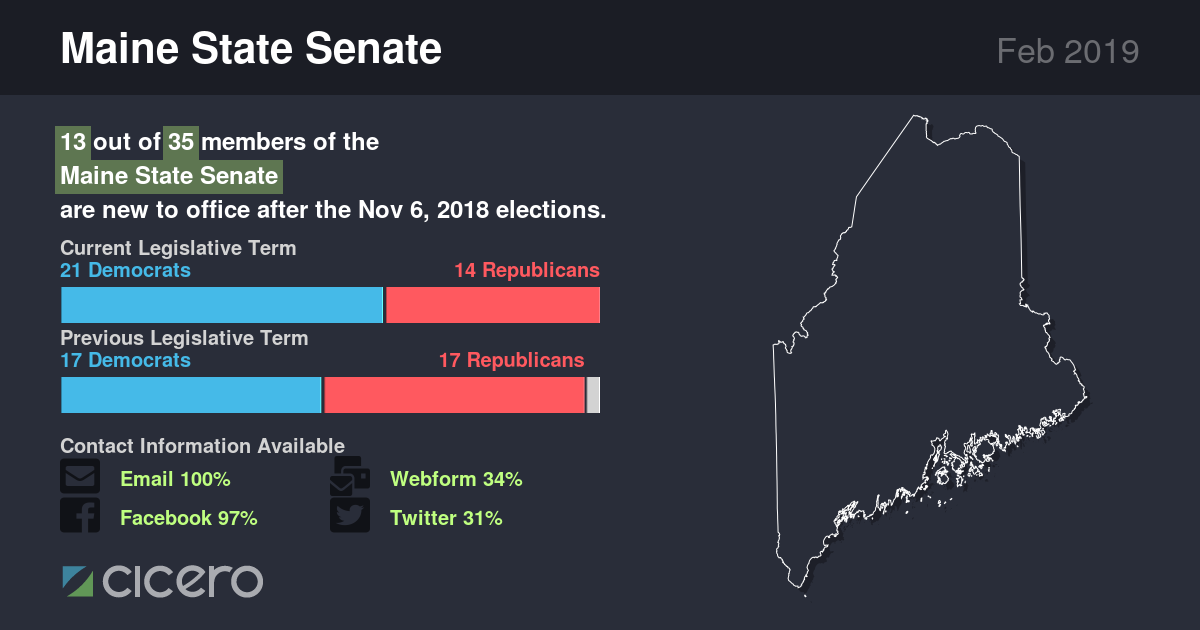 Maine State Senate
Feb 2019
13 out of 35 members of the
Maine State Senate
are new to office after the Nov 6, 2018 elections.
Current Legislative Term
21 Democrats 14 Republicans
Previous Legislative Term
17 Democrats 17 Republicans
Contact Information Available
Email 100% Webform 34%
Facebook 97% Twitter 31%
cicero